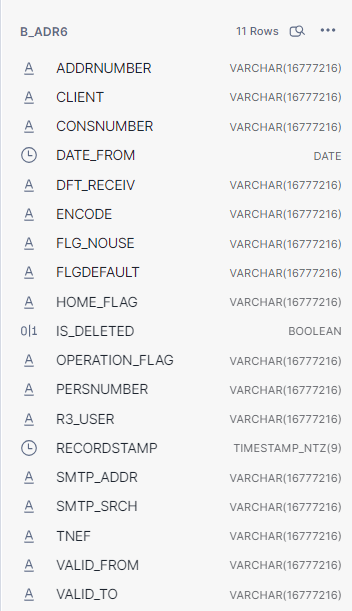 B_ADR6 11 Rows
A ADDRNUMBER VARCHAR(16777216)
A CLIENT VARCHAR(16777216)
A CONSNUMBER VARCHAR(16777216)
DATE_FROM DATE
A DFT_RECEIV VARCHAR(16777216)
A ENCODE VARCHAR(16777216)
A FLG_NOUSE VARCHAR(16777216)
A FLGDEFAULT VARCHAR(16777216)
A HOME_FLAG VARCHAR(16777216)
0|1 IS_DELETED BOOLEAN
A OPERATION_FLAG VARCHAR(16777216)
A PERSNUMBER VARCHAR(16777216)
A R3_USER VARCHAR(16777216)
RECORDSTAMP TIMESTAMP_NTZ(9)
A SMTP_ADDR VARCHAR(16777216)
A SMTP_SRCH VARCHAR(16777216)
A TNEF VARCHAR(16777216)
A VALID_FROM VARCHAR(16777216)
A VALID_TO VARCHAR(16777216)